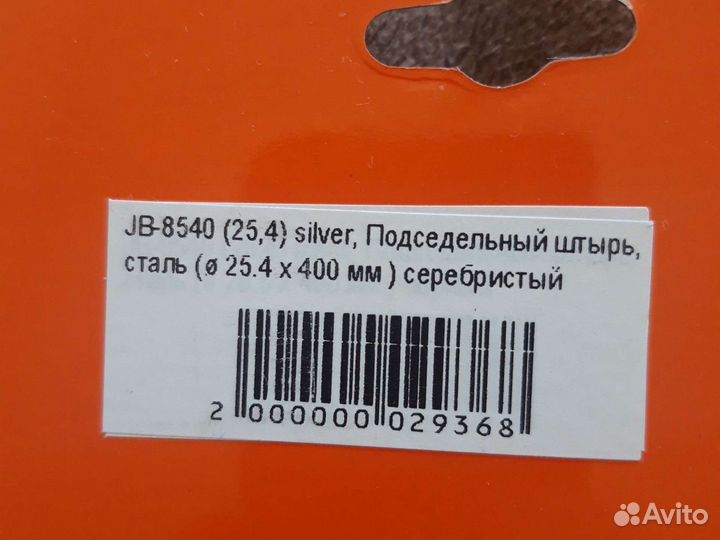 JB-8540 (25,4) silver, Подседельный штырь,
сталь (ø 25.4 x 400 мм ) серебристый
2 000000 029368
Avito